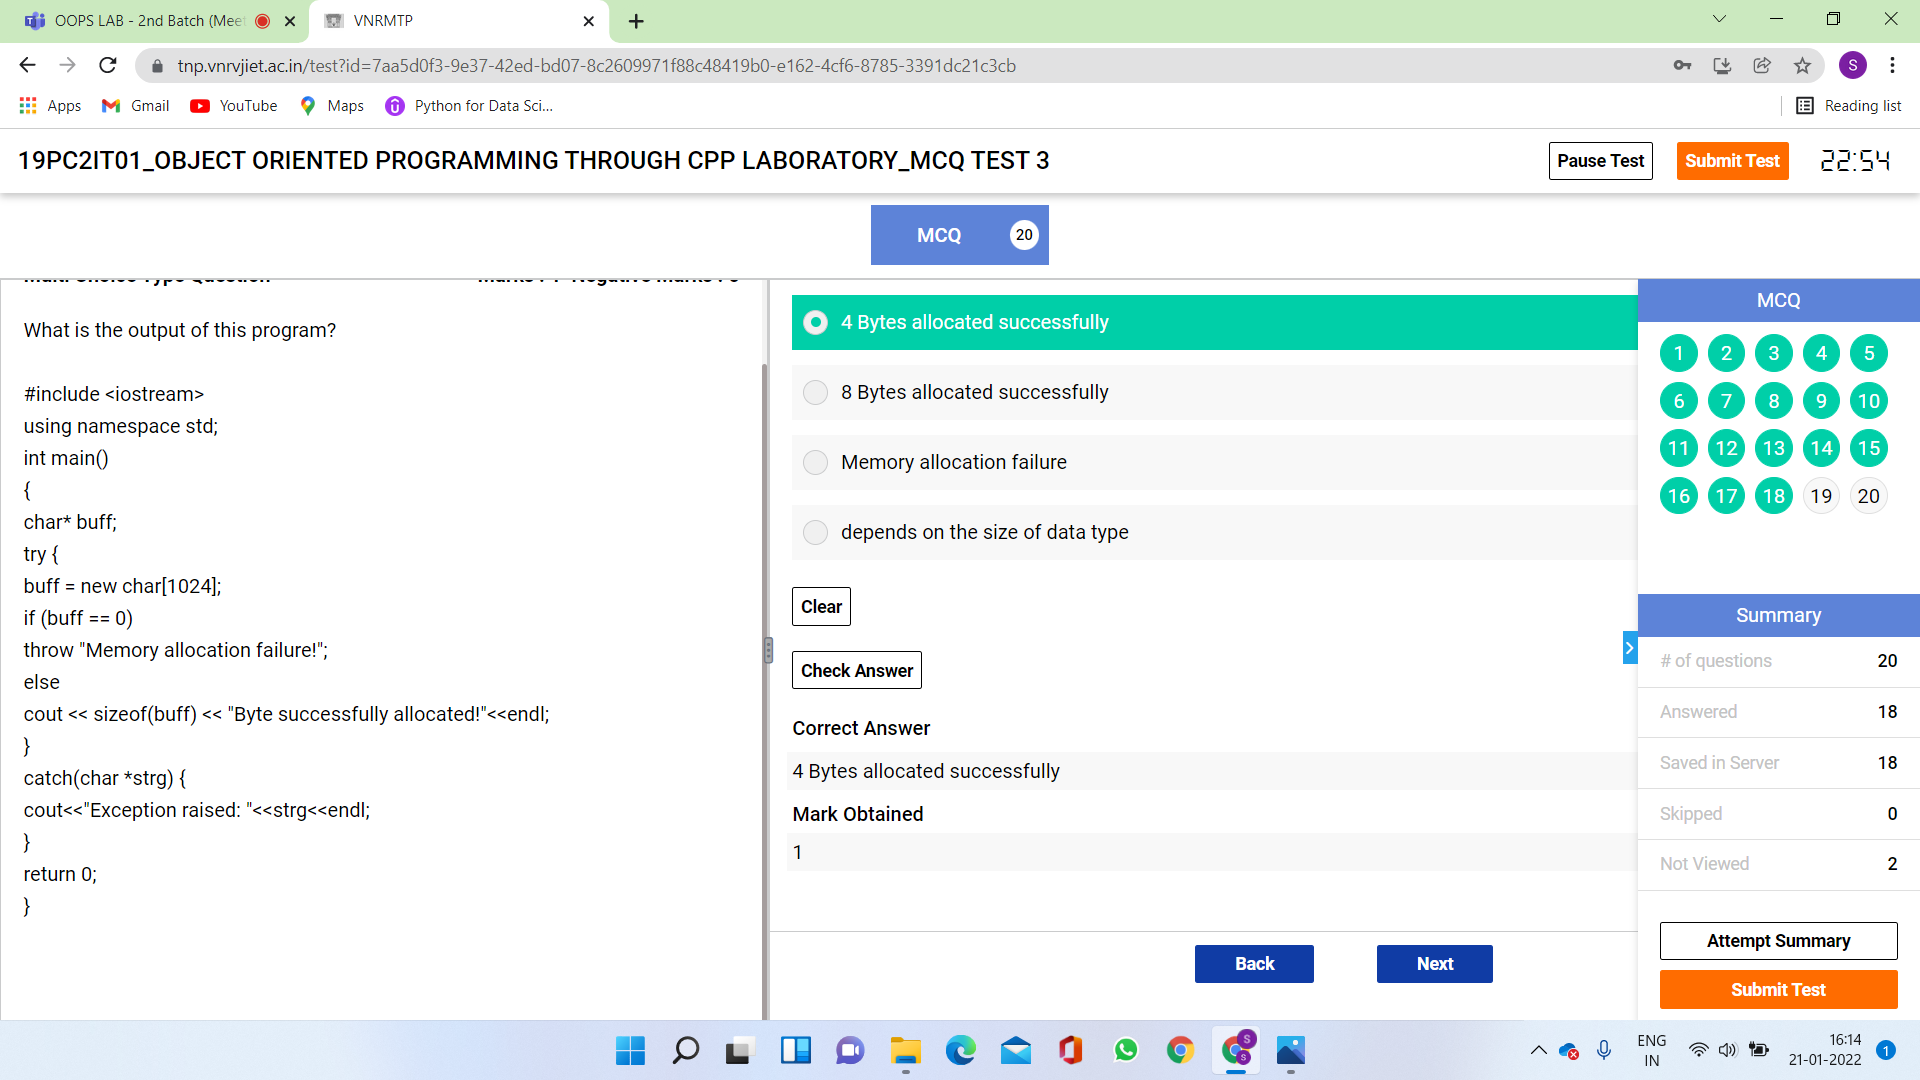 OOPS LAB - 2nd Batch (Meet
VNRMTP
tnp.vnrvjiet.ac.in/test?id=7aa5d0f3-9e37-42ed-bd07-8c2609971f88c48419b0-e162-4cf6-8785-3391dc21c3cb
S
Apps
Gmail
YouTube
Maps
Python for Data Sci...
Reading list
19PC2IT01_OBJECT ORIENTED PROGRAMMING THROUGH CPP LABORATORY_MCQ TEST 3
Pause Test
Submit Test
22:54
MCQ
20
What is the output of this program?
#include <iostream>
using namespace std;
int main()
{
char* buff;
try {
buff = new char[1024];
if (buff == 0)
throw "Memory allocation failure!";
else
cout << sizeof(buff) << "Byte successfully allocated!"<<endl;
}
catch(char *strg) {
cout<<"Exception raised: "<<strg<<endl;
}
return 0;
}
4 Bytes allocated successfully
8 Bytes allocated successfully
Memory allocation failure
depends on the size of data type
Clear
Check Answer
Correct Answer
4 Bytes allocated successfully
Mark Obtained
1
Back
Next
MCQ
1 2 3 4 5
6 7 8 9 10
11 12 13 14 15
16 17 18 19 20
Summary
# of questions 20
Answered 18
Saved in Server 18
Skipped 0
Not Viewed 2
Attempt Summary
Submit Test
ENG
IN
16:14
21-01-2022
1